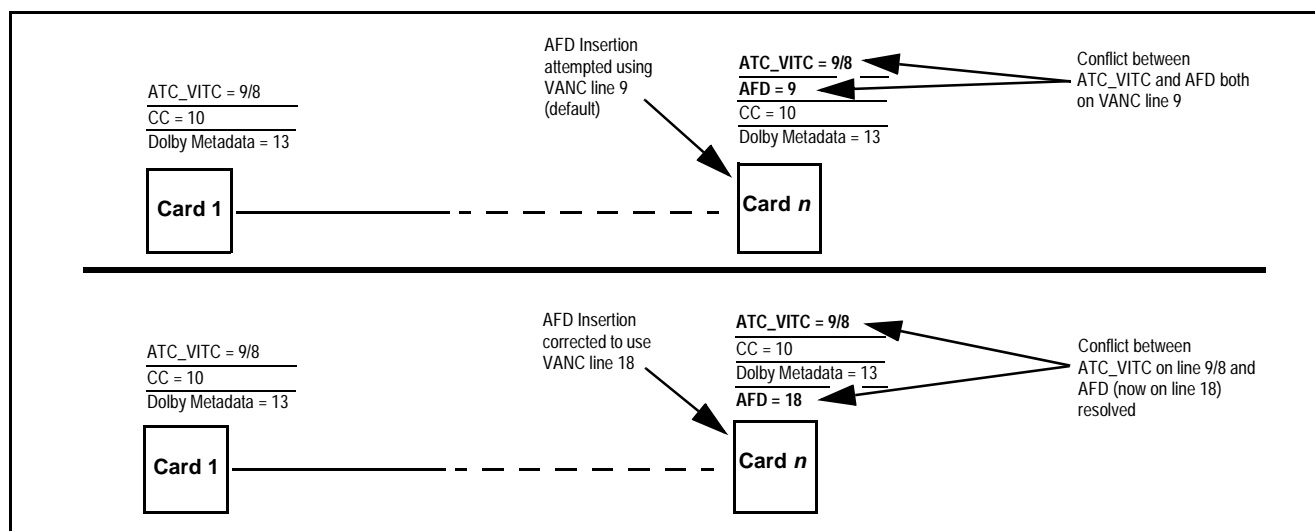 ATC_VITC = 9/8
CC = 10
Dolby Metadata = 13
Card 1
AFD Insertion
attempted using
VANC line 9
(default)
ATC_VITC = 9/8
AFD = 9
CC = 10
Dolby Metadata = 13
Card n
Conflict between
ATC_VITC and AFD both
on VANC line 9
ATC_VITC = 9/8
CC = 10
Dolby Metadata = 13
Card 1
AFD Insertion
corrected to use
VANC line 18
ATC_VITC = 9/8
CC = 10
Dolby Metadata = 13
AFD = 18
Card n
Conflict between
ATC_VITC on line 9/8 and
AFD (now on line 18)
resolved